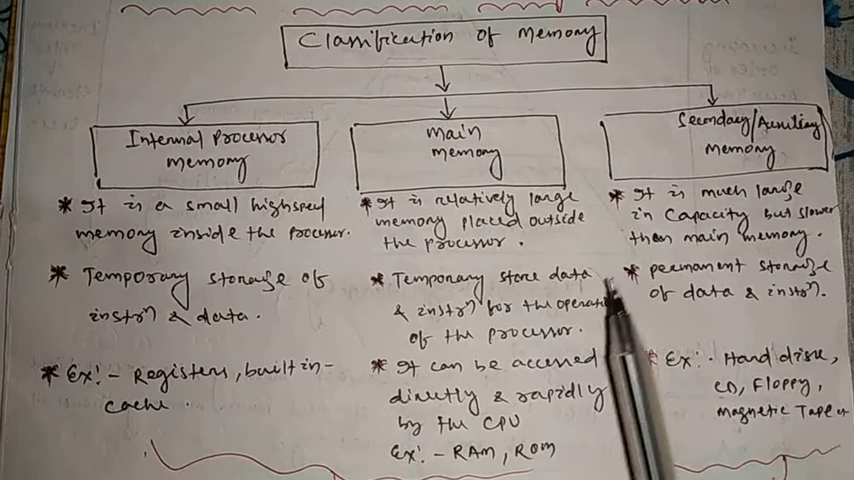 Classification of Memory
Internal Processor
Memory
* It is a small highspeed
memory inside the processor.
* Temporary storage of
instrⁿ & data.
* Ex:- Registers, built in-
cache.
Main
memory
* It is relatively large
memory placed outside
the processor.
* Temporary store data
& instrⁿ for the operati
of the processor.
* It can be accessed
directly & rapidly
by the CPU
Ex:- RAM, ROM
Secondary/Auxiliary
Memory
* It is much large
in capacity but slower
than main memory.
* permanent storage
of data & instrⁿ.
* Ex:- Hard disk,
CD, Floppy,
Magnetic Tape